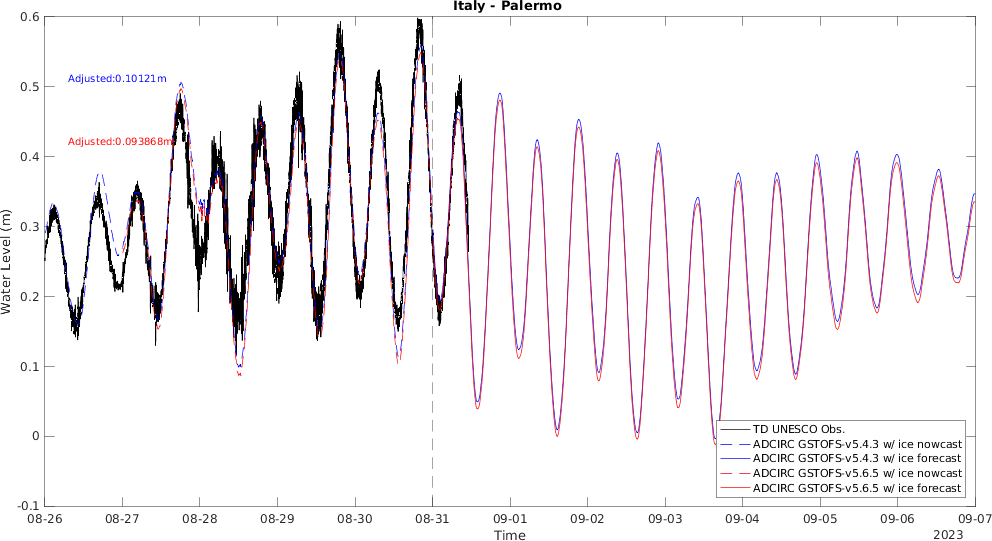 Italy - Palermo
0.6
0.5
0.4
0.3
0.2
0.1
0
-0.1
Water Level (m)
Adjusted:0.10121m
Adjusted:0.093868m
TD UNESCO Obs.
ADCIRC GSTOFS-v5.4.3 w/ ice nowcast
ADCIRC GSTOFS-v5.4.3 w/ ice forecast
ADCIRC GSTOFS-v5.6.5 w/ ice nowcast
ADCIRC GSTOFS-v5.6.5 w/ ice forecast
08-26 08-27 08-28 08-29 08-30 08-31 09-01 09-02 09-03 09-04 09-05 09-06 09-07
Time
2023